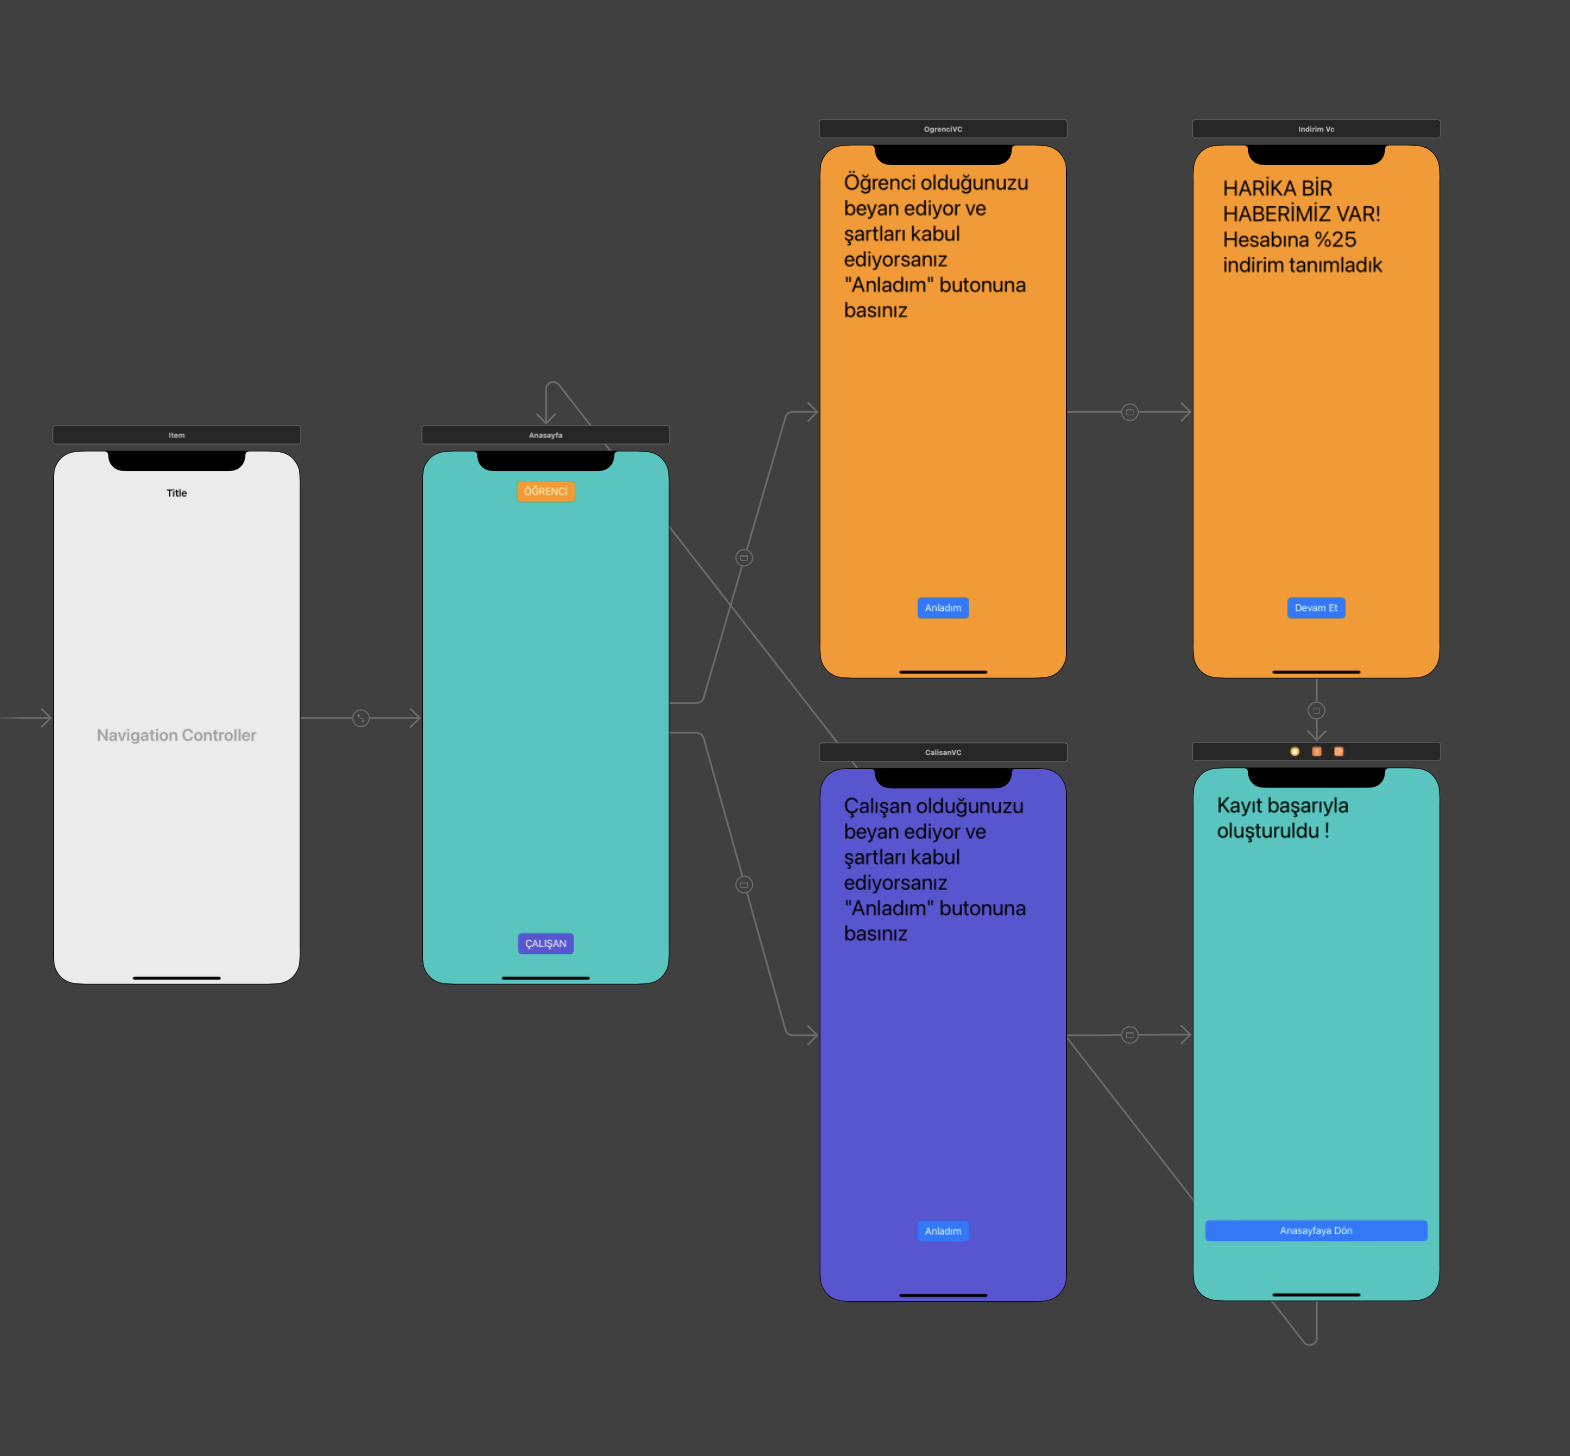 Item
Title
Navigation Controller
Anasayfa
ÖĞRENCİ
ÇALIŞAN
OgrenciVC
Öğrenci olduğunuzu
beyan ediyor ve
şartları kabul
ediyorsanız
"Anladım" butonuna
basınız
Anladım
Indirim Vc
HARİKA BİR
HABERİMİZ VAR!
Hesabına %25
indirim tanımladık
Devam Et
CalisanVC
Çalışan olduğunuzu
beyan ediyor ve
şartları kabul
ediyorsanız
"Anladım" butonuna
basınız
Anladım
Kayıt başarıyla
oluşturuldu !
Anasayfaya Dön